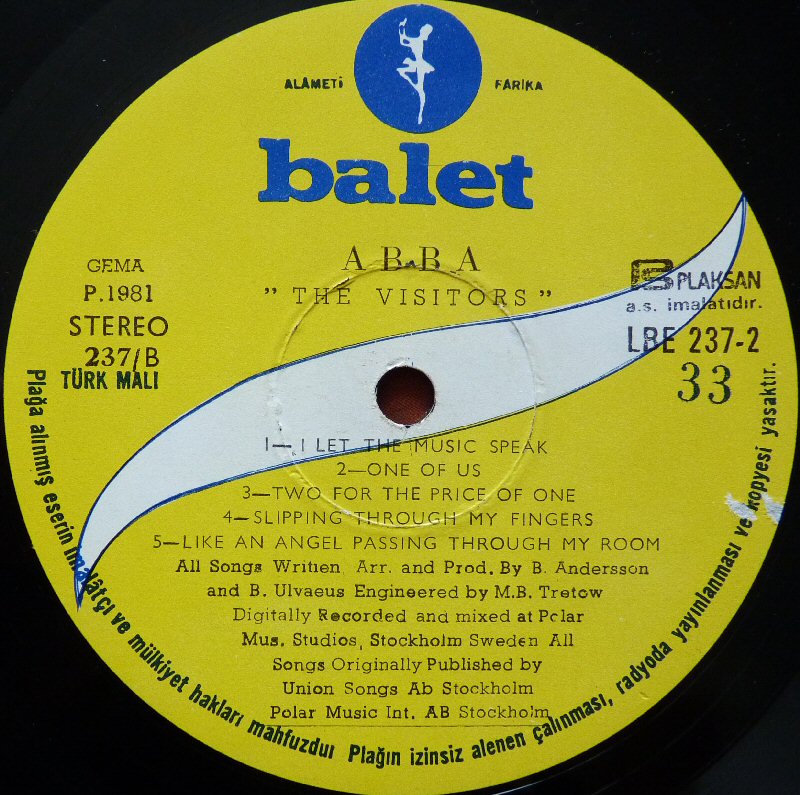 ALÂMETİ FARİKA
balet
ABBA
"THE VISITORS"
GEMA
P.1981
STEREO
237/B
TÜRK MALI
PLAKSAN
a.s. imalatıdır.
LBE 237-2
33
1—I LET THE MUSIC SPEAK
2—ONE OF US
3—TWO FOR THE PRICE OF ONE
4—SLIPPING THROUGH MY FINGERS
5—LIKE AN ANGEL PASSING THROUGH MY ROOM
All Songs Written Arr. and Prod. By B. Andersson
and B. Ulvaeus Engineered by M.B. Tretow
Digitally Recorded and mixed at Polar
Mus. Studios, Stockholm Sweden All
Songs Originally Published by
Union Songs Ab Stockholm
Polar Music Int. AB Stockholm
Plağa alınmış eserin imalâtçı ve mülkiyet hakları mahfuzdur Plağın izinsiz alenen çalınması, radyoda yayınlanması ve kopyesi yasaktır.